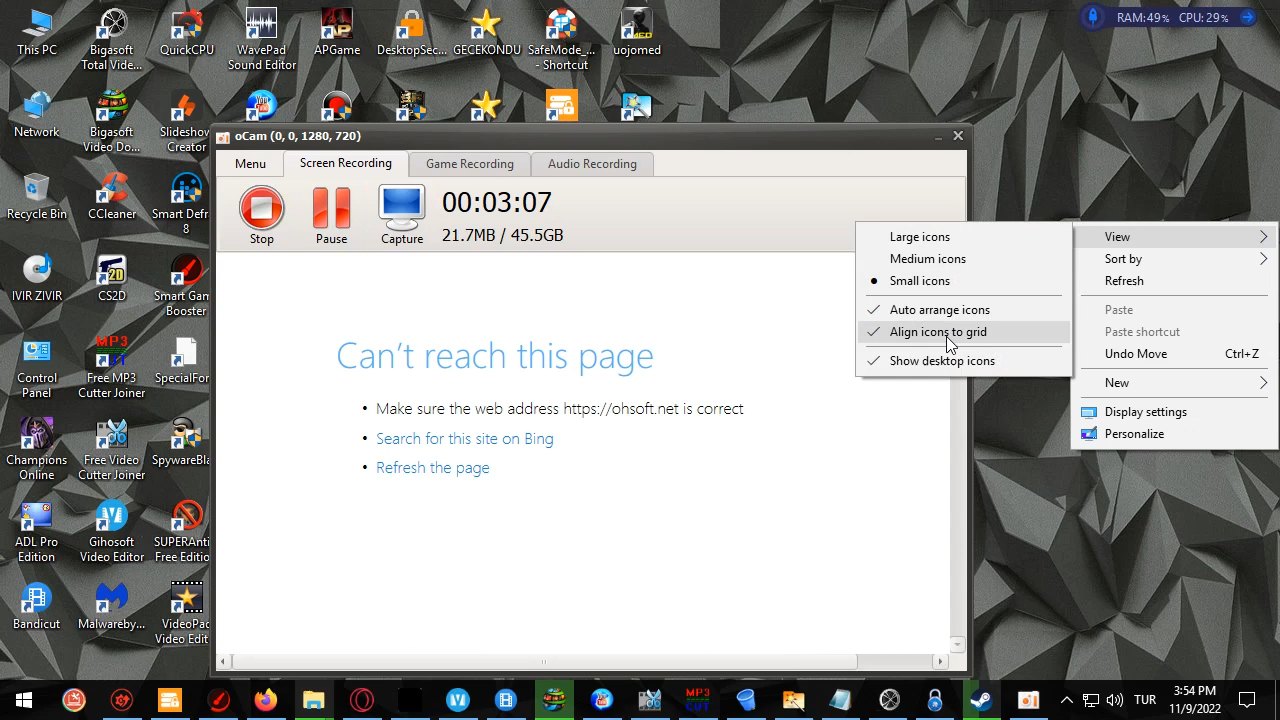 This PC
Bigasoft
Total Vide...
QuickCPU
WavePad
Sound Editor
APGame
DesktopSec...
GECEKONDU
SafeMode_...
- Shortcut
uojomed
RAM:49% CPU:29%
Network
Bigasoft
Video Do...
Slideshow
Creator
Recycle Bin
CCleaner
Smart Defr
8
IVIR ZIVIR
CS2D
Smart Gam
Booster
Control
Panel
Free MP3
Cutter Joiner
SpecialFor
Champions
Online
Free Video
Cutter Joiner
SpywareBla
ADL Pro
Edition
Gihosoft
Video Editor
SUPERAnti
Free Edition
Bandicut
Malwareby...
VideoPad
Video Edit
oCam (0, 0, 1280, 720)
Menu
Screen Recording
Game Recording
Audio Recording
Stop
Pause
Capture
00:03:07
21.7MB / 45.5GB
Can't reach this page
• Make sure the web address https://ohsoft.net is correct
• Search for this site on Bing
• Refresh the page
Large icons
Medium icons
Small icons
Auto arrange icons
Align icons to grid
Show desktop icons
View
Sort by
Refresh
Paste
Paste shortcut
Undo Move Ctrl+Z
New
Display settings
Personalize
MP3
CUT
TUR
3:54 PM
11/9/2022